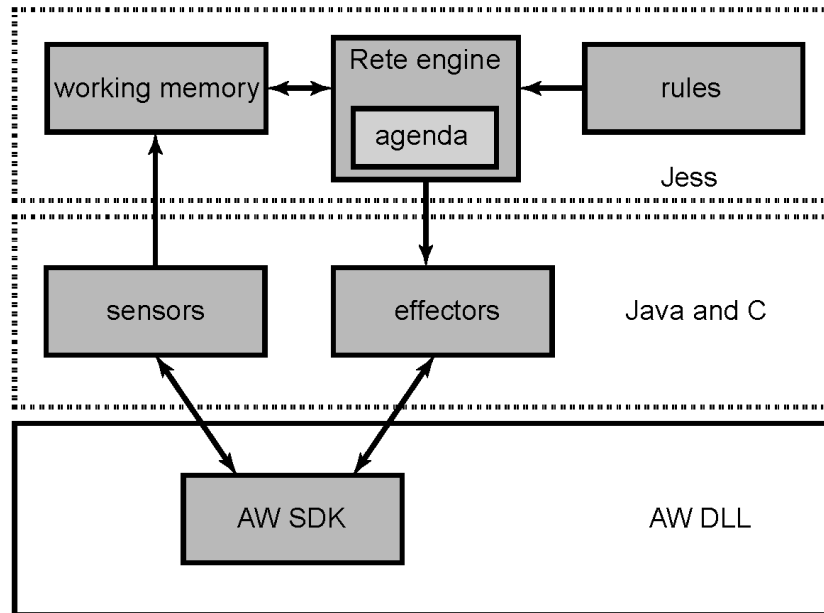 working memory
Rete engine
agenda
rules
Jess
sensors
effectors
Java and C
AW SDK
AW DLL